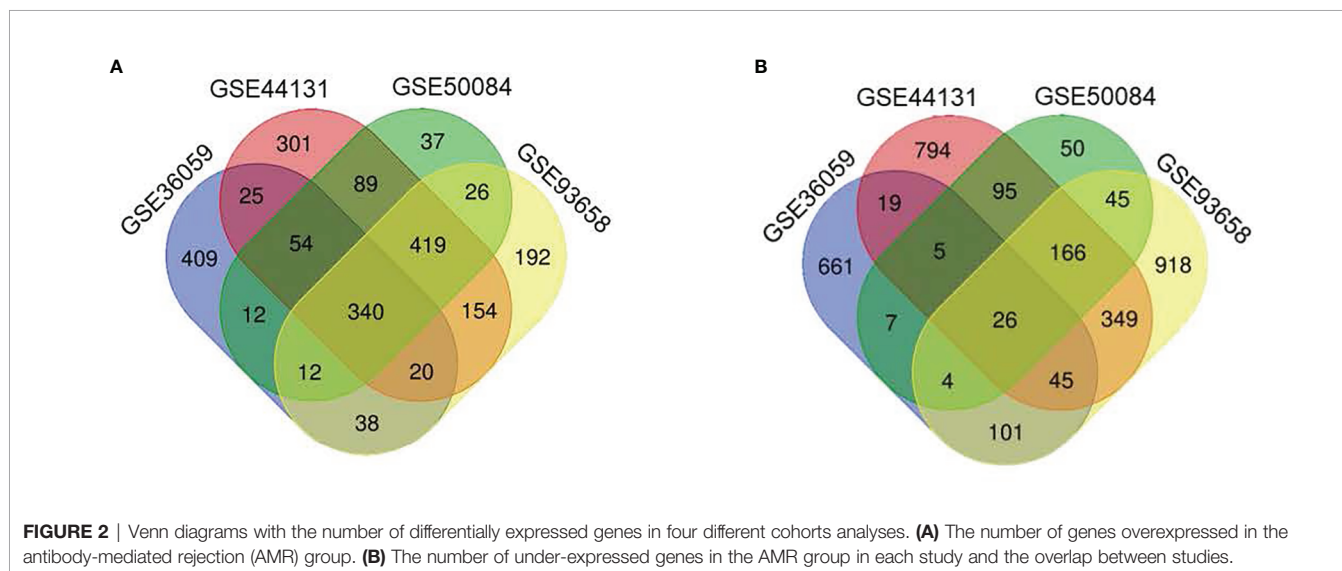 A
GSE44131
GSE50084
GSE36059
GSE93658
301
37
25
89
26
409
54
419
192
12
340
154
12
20
38
B
GSE44131
GSE50084
GSE36059
GSE93658
794
50
19
95
45
661
5
166
918
7
26
349
4
45
101
FIGURE 2 | Venn diagrams with the number of differentially expressed genes in four different cohorts analyses. (A) The number of genes overexpressed in the
antibody-mediated rejection (AMR) group. (B) The number of under-expressed genes in the AMR group in each study and the overlap between studies.